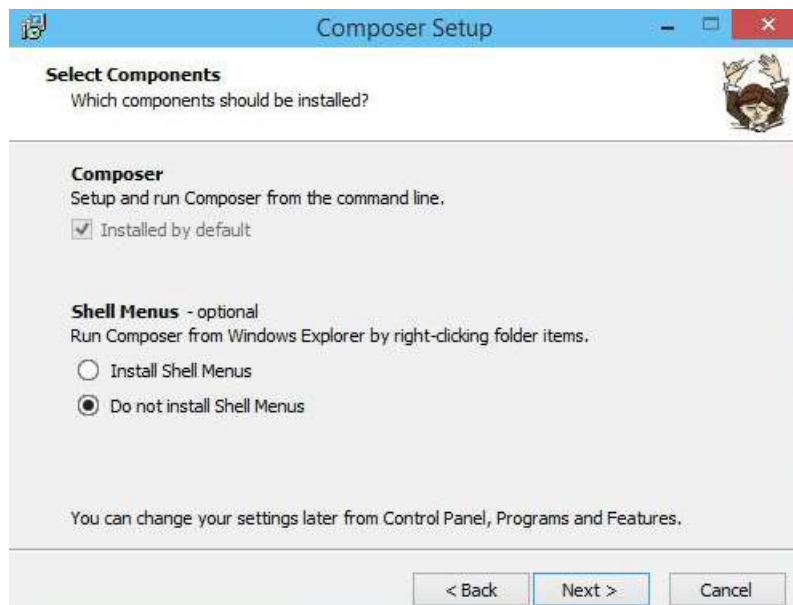 Composer Setup
Select Components
Which components should be installed?
Composer
Setup and run Composer from the command line.
Installed by default
Shell Menus - optional
Run Composer from Windows Explorer by right-clicking folder items.
Install Shell Menus
Do not install Shell Menus
You can change your settings later from Control Panel, Programs and Features.
< Back Next > Cancel